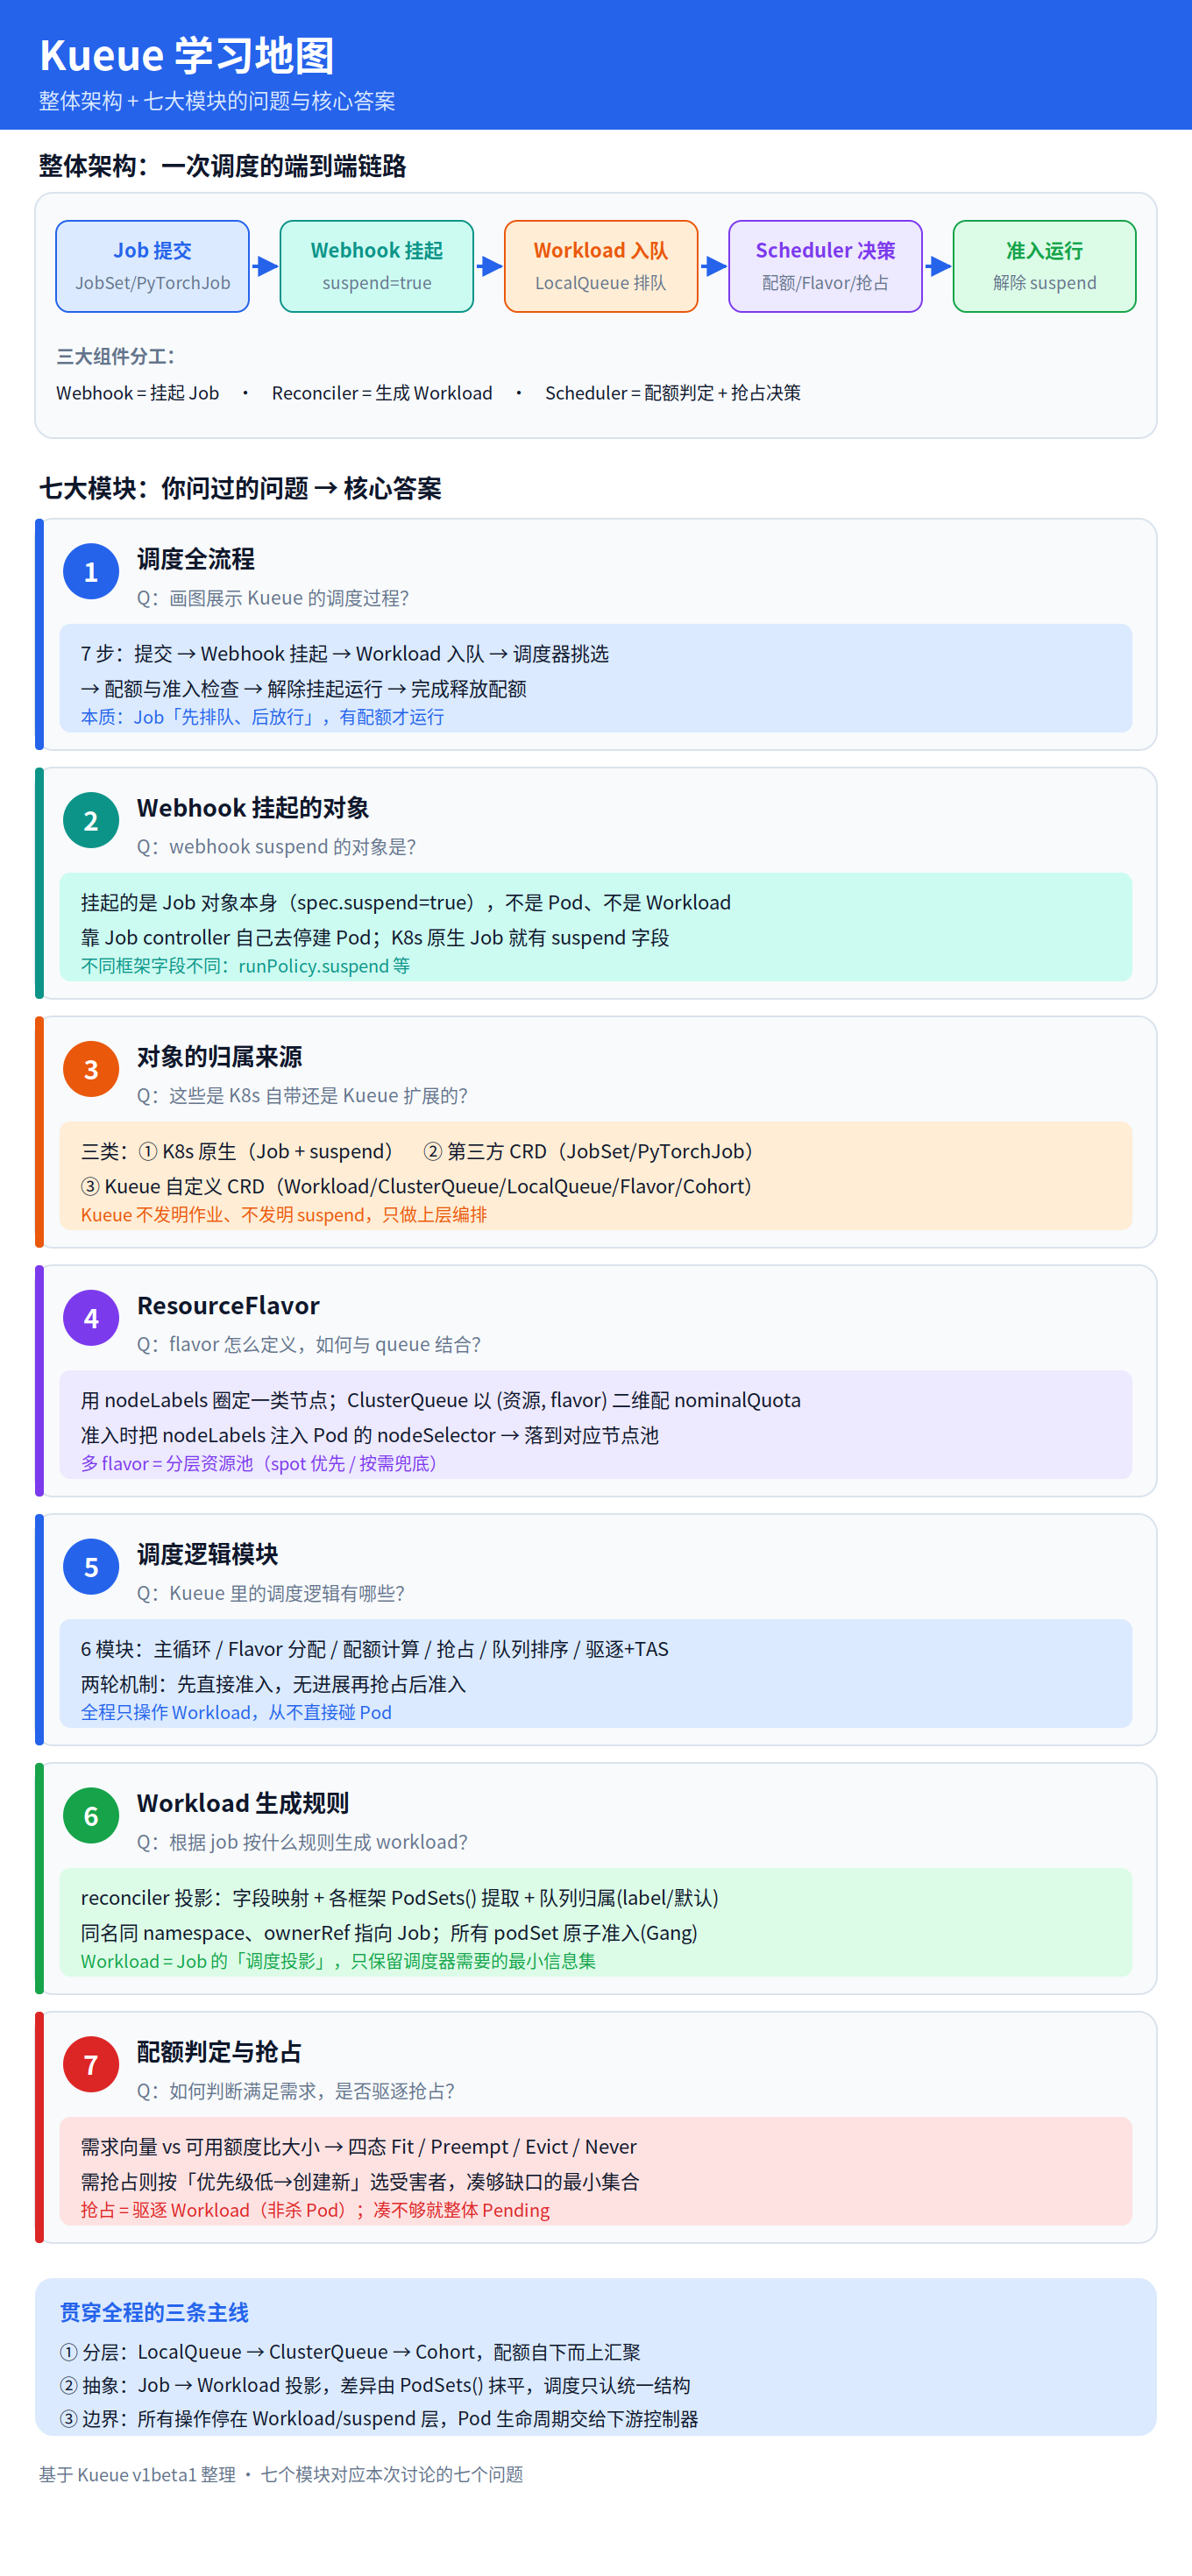 Kueue 学习地图
整体架构 + 七大模块的问题与核心答案
整体架构：一次调度的端到端链路
Job 提交
JobSet/PyTorchJob
Webhook 挂起
suspend=true
Workload 入队
LocalQueue 排队
Scheduler 决策
配额/Flavor/抢占
准入运行
解除 suspend
三大组件分工：
Webhook = 挂起 Job ・ Reconciler = 生成 Workload ・ Scheduler = 配额判定 + 抢占决策
七大模块：你问过的问题 → 核心答案
1
调度全流程
Q：画图展示 Kueue 的调度过程？
7 步：提交 → Webhook 挂起 → Workload 入队 → 调度器挑选
→ 配额与准入检查 → 解除挂起运行 → 完成释放配额
本质：Job「先排队、后放行」，有配额才运行
2
Webhook 挂起的对象
Q：webhook suspend 的对象是？
挂起的是 Job 对象本身（spec.suspend=true），不是 Pod、不是 Workload
靠 Job controller 自己去停建 Pod；K8s 原生 Job 就有 suspend 字段
不同框架字段不同：runPolicy.suspend 等
3
对象的归属来源
Q：这些是 K8s 自带还是 Kueue 扩展的？
三类：① K8s 原生（Job + suspend） ② 第三方 CRD（JobSet/PyTorchJob）
③ Kueue 自定义 CRD（Workload/ClusterQueue/LocalQueue/Flavor/Cohort）
Kueue 不发明作业、不发明 suspend，只做上层编排
4
ResourceFlavor
Q：flavor 怎么定义，如何与 queue 结合？
用 nodeLabels 圈定一类节点；ClusterQueue 以 (资源, flavor) 二维配 nominalQuota
准入时把 nodeLabels 注入 Pod 的 nodeSelector → 落到对应节点池
多 flavor = 分层资源池（spot 优先 / 按需兜底）
5
调度逻辑模块
Q：Kueue 里的调度逻辑有哪些？
6 模块：主循环 / Flavor 分配 / 配额计算 / 抢占 / 队列排序 / 驱逐+TAS
两轮机制：先直接准入，无进展再抢占后准入
全程只操作 Workload，从不直接碰 Pod
6
Workload 生成规则
Q：根据 job 按什么规则生成 workload？
reconciler 投影：字段映射 + 各框架 PodSets() 提取 + 队列归属(label/默认)
同名同 namespace、ownerRef 指向 Job；所有 podSet 原子准入(Gang)
Workload = Job 的「调度投影」，只保留调度器需要的最小信息集
7
配额判定与抢占
Q：如何判断满足需求，是否驱逐抢占？
需求向量 vs 可用额度比大小 → 四态 Fit / Preempt / Evict / Never
需抢占则按「优先级低→创建新」选受害者，凑够缺口的最小集合
抢占 = 驱逐 Workload（非杀 Pod）；凑不够就整体 Pending
贯穿全程的三条主线
① 分层：LocalQueue → ClusterQueue → Cohort，配额自下而上汇聚
② 抽象：Job → Workload 投影，差异由 PodSets() 抹平，调度只认统一结构
③ 边界：所有操作停在 Workload/suspend 层，Pod 生命周期交给下游控制器
基于 Kueue v1beta1 整理 ・ 七个模块对应本次讨论的七个问题